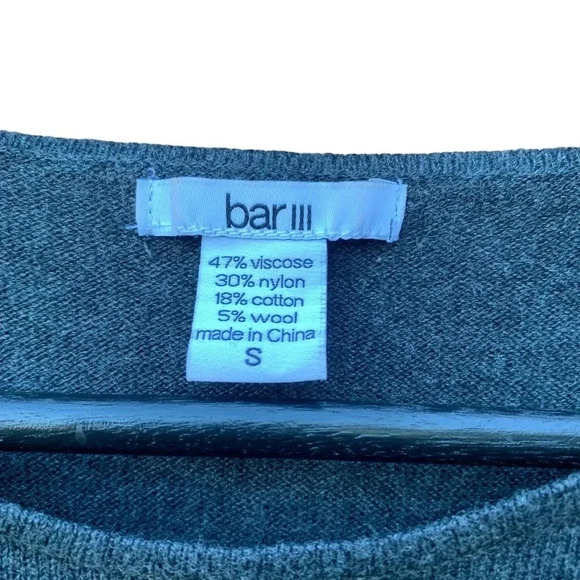 bar III
47% viscose
30% nylon
18% cotton
5% wool
made in China
S